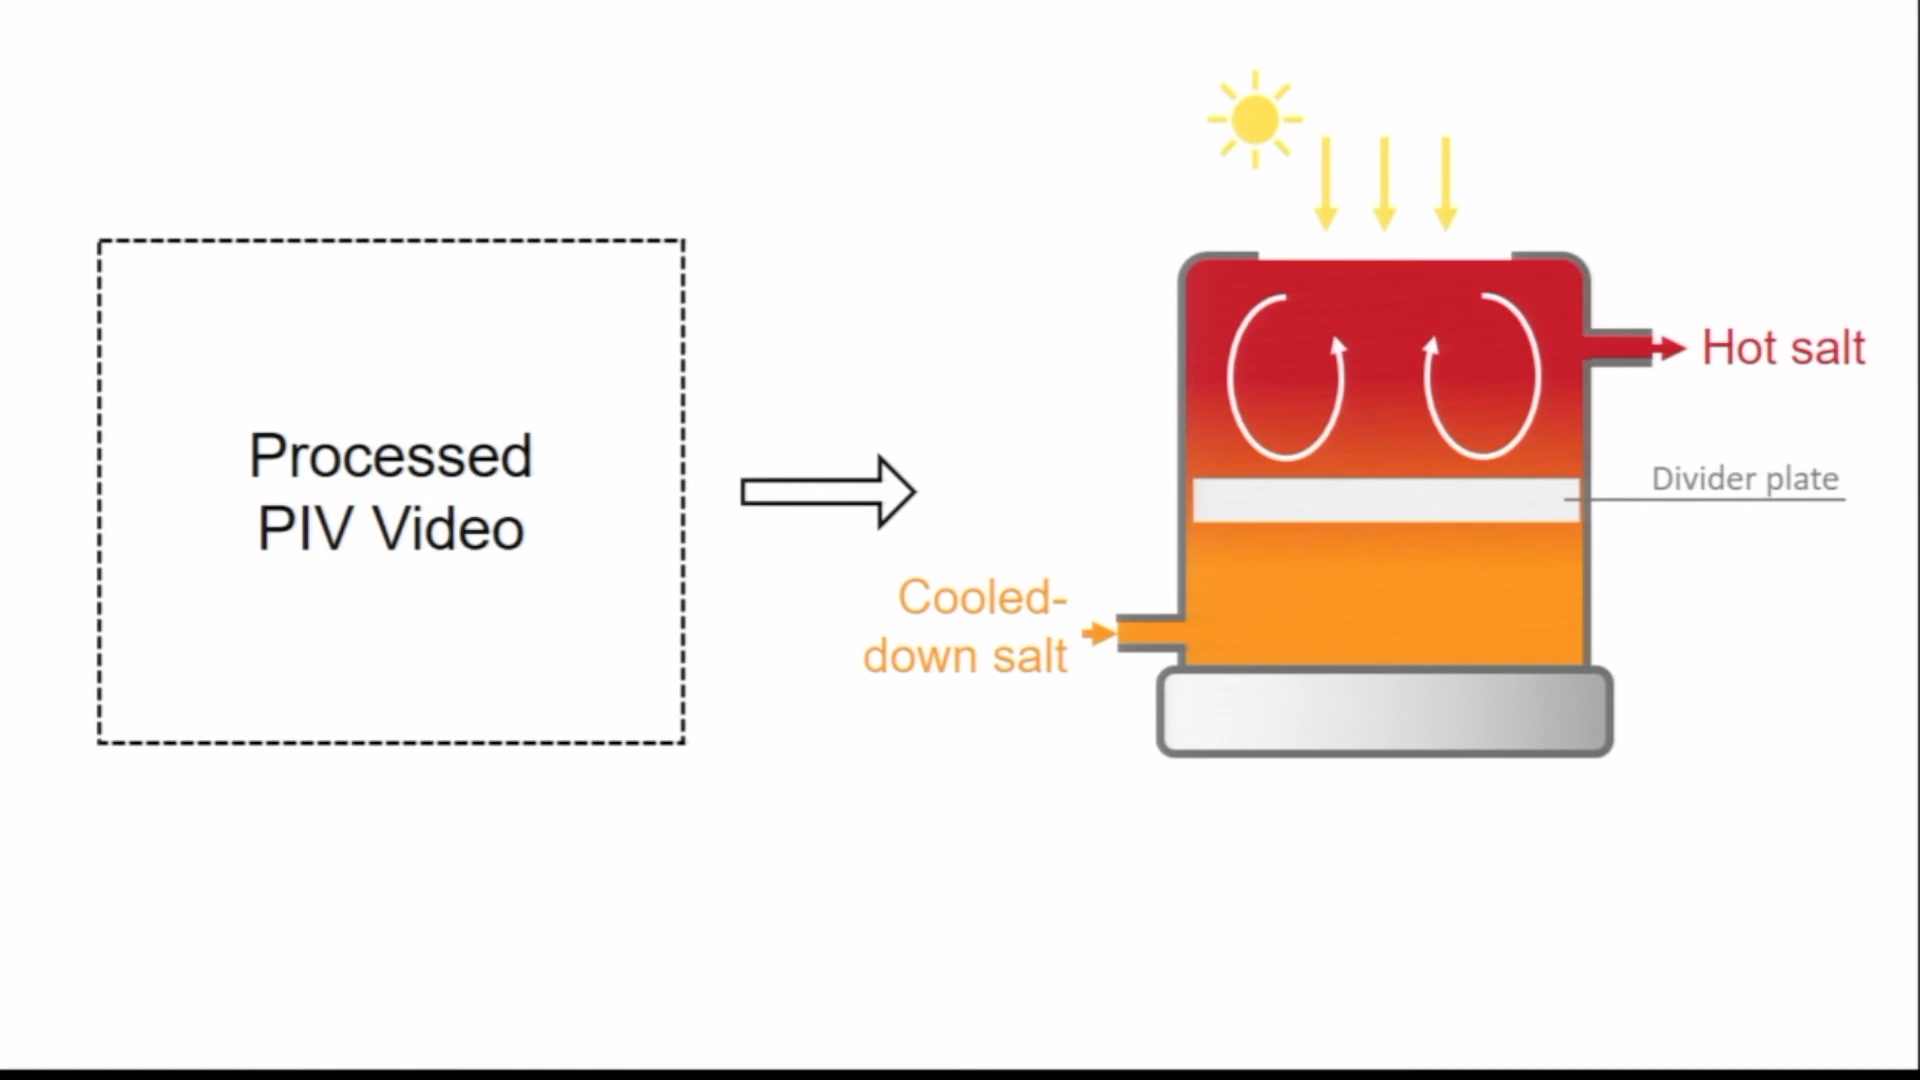 Processed
PIV Video
Hot salt
Divider plate
Cooled-
down salt